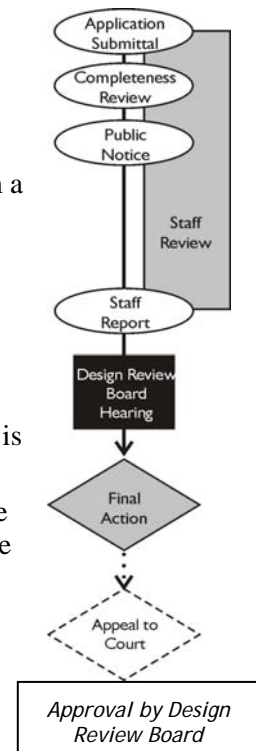 Application
Submittal
Completeness
Review
Public
Notice
n a
Staff
Review
Staff
Report
Design Review
Board
Hearing
is
Final
Action
e
e
Appeal to
Court
Approval by Design
Review Board